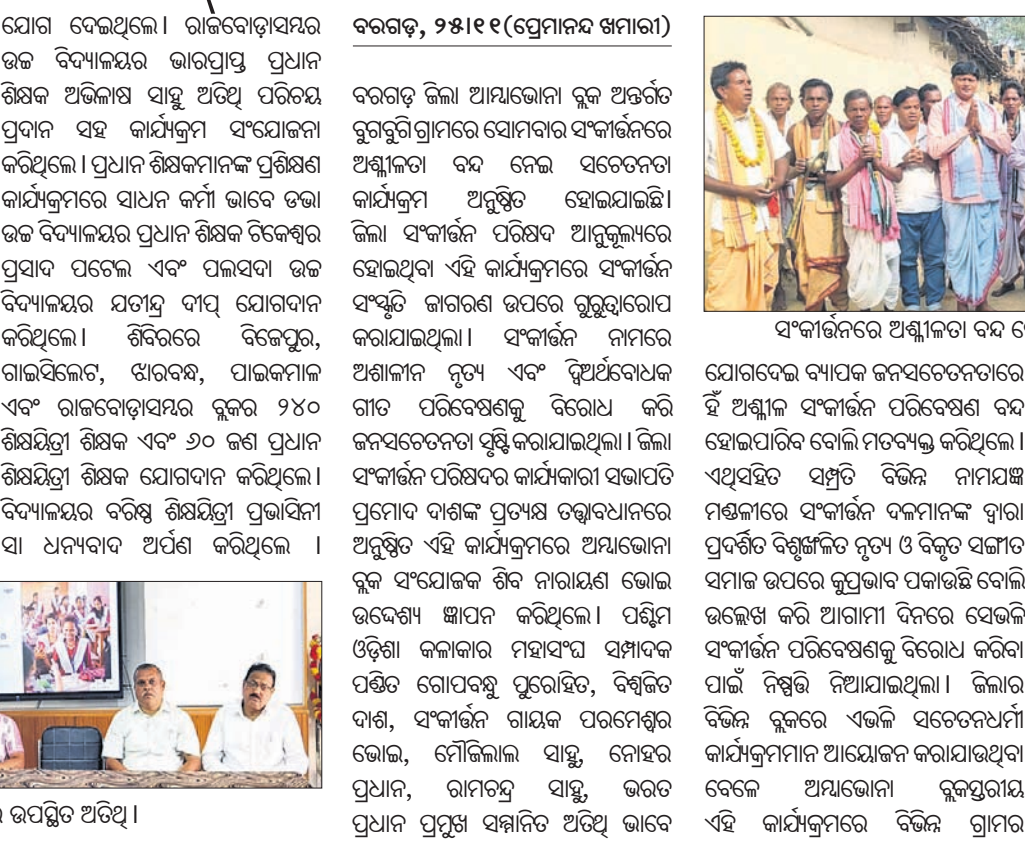 ଯୋଗ ଦେଇଥିଲେ। ରାଜବୋଡ଼ାସମ୍ବର
ଉଚ୍ଚ ବିଦ୍ୟାଳୟର ଭାରପ୍ରାପ୍ତ ପ୍ରଧାନ
ଶିକ୍ଷକ ଅଭିଳାଷ ସାହୁ ଅତିଥି ପରିଚୟ
ପ୍ରଦାନ ସହ କାର୍ଯ୍ୟକ୍ରମ ସଂଯୋଜନା
କରିଥିଲେ। ପ୍ରଧାନ ଶିକ୍ଷକମାନଙ୍କ ପ୍ରଶିକ୍ଷଣ
କାର୍ଯ୍ୟକ୍ରମରେ ସାଧନ କର୍ମୀ ଭାବେ ଡଭା
ଉଚ୍ଚ ବିଦ୍ୟାଳୟର ପ୍ରଧାନ ଶିକ୍ଷକ ଟିକେଶ୍ୱର
ପ୍ରସାଦ ପଟେଲ ଏବଂ ପଲସଦା ଉଚ୍ଚ
ବିଦ୍ୟାଳୟର ଯତୀନ୍ଦ୍ର ଦୀପ୍ ଯୋଗଦାନ
କରିଥିଲେ। ଶିବିରରେ ବିଜେପୁର,
ଗାଇସିଲେଟ, ଝାରବନ୍ଧ, ପାଇକମାଳ
ଏବଂ ରାଜବୋଡ଼ାସମ୍ବର ବ୍ଲକର ୨୪୦
ଶିକ୍ଷୟିତ୍ରୀ ଶିକ୍ଷକ ଏବଂ ୬୦ ଜଣ ପ୍ରଧାନ
ଶିକ୍ଷୟିତ୍ରୀ ଶିକ୍ଷକ ଯୋଗଦାନ କରିଥିଲେ।
ବିଦ୍ୟାଳୟର ବରିଷ୍ଠ ଶିକ୍ଷୟିତ୍ରୀ ପ୍ରଭାସିନୀ
ସା ଧନ୍ୟବାଦ ଅର୍ପଣ କରିଥିଲେ ।
ଉପସ୍ଥିତ ଅତିଥି।
ବରଗଡ଼, ୨୫।୧୧(ପ୍ରେମାନନ୍ଦ ଖମାରୀ)
ବରଗଡ଼ ଜିଲା ଆମ୍ବାଭୋନା ବ୍ଲକ ଅନ୍ତର୍ଗତ
ବୁଗବୁଗି ଗ୍ରାମରେ ସୋମବାର ସଂକୀର୍ତ୍ତନରେ
ଅଶ୍ଳୀଳତା ବନ୍ଦ ନେଇ ସଚେତନତା
କାର୍ଯ୍ୟକ୍ରମ ଅନୁଷ୍ଠିତ ହୋଇଯାଇଛି।
ଜିଲା ସଂକୀର୍ତ୍ତନ ପରିଷଦ ଆନୁକୂଲ୍ୟରେ
ହୋଇଥିବା ଏହି କାର୍ଯ୍ୟକ୍ରମରେ ସଂକୀର୍ତ୍ତନ
ସଂସ୍କୃତି ଜାଗରଣ ଉପରେ ଗୁରୁତ୍ୱାରୋପ
କରାଯାଇଥିଲା। ସଂକୀର୍ତ୍ତନ ନାମରେ
ଅଶାଳୀନ ନୃତ୍ୟ ଏବଂ ଦ୍ୱିଅର୍ଥବୋଧକ
ଗୀତ ପରିବେଷଣକୁ ବିରୋଧ କରି
ଜନସଚେତନତା ସୃଷ୍ଟି କରାଯାଇଥିଲା। ଜିଲା
ସଂକୀର୍ତ୍ତନ ପରିଷଦର କାର୍ଯ୍ୟକାରୀ ସଭାପତି
ପ୍ରମୋଦ ଦାଶଙ୍କ ପ୍ରତ୍ୟକ୍ଷ ତତ୍ତ୍ୱାବଧାନରେ
ଅନୁଷ୍ଠିତ ଏହି କାର୍ଯ୍ୟକ୍ରମରେ ଅମ୍ବାଭୋନା
ବ୍ଲକ ସଂଯୋଜକ ଶିବ ନାରାୟଣ ଭୋଇ
ଉଦ୍ଦେଶ୍ୟ ଜ୍ଞାପନ କରିଥିଲେ। ପଶ୍ଚିମ
ଓଡ଼ିଶା କଳାକାର ମହାସଂଘ ସମ୍ପାଦକ
ପଣ୍ଡିତ ଗୋପବନ୍ଧୁ ପୁରୋହିତ, ବିଶ୍ୱଜିତ
ଦାଶ, ସଂକୀର୍ତ୍ତନ ଗାୟକ ପରମେଶ୍ୱର
ଭୋଇ, ମୌଜିଲାଲ ସାହୁ, ନୋହର
ପ୍ରଧାନ, ରାମଚନ୍ଦ୍ର ସାହୁ, ଭରତ
ପ୍ରଧାନ ପ୍ରମୁଖ ସମ୍ମାନିତ ଅତିଥି ଭାବେ
ସଂକୀର୍ତ୍ତନରେ ଅଶ୍ଳୀଳତା ବନ୍ଦ
ଯୋଗଦେଇ ବ୍ୟାପକ ଜନସଚେତନତାରେ
ହିଁ ଅଶ୍ଳୀଳ ସଂକୀର୍ତ୍ତନ ପରିବେଷଣ ବନ୍ଦ
ହୋଇପାରିବ ବୋଲି ମତବ୍ୟକ୍ତ କରିଥିଲେ।
ଏଥିସହିତ ସମ୍ପ୍ରତି ବିଭିନ୍ନ ନାମଯଜ୍ଞ
ମଣ୍ଡଳୀରେ ସଂକୀର୍ତ୍ତନ ଦଳମାନଙ୍କ ଦ୍ୱାରା
ପ୍ରଦର୍ଶିତ ବିଶୃଙ୍ଖଳିତ ନୃତ୍ୟ ଓ ବିକୃତ ସଙ୍ଗୀତ
ସମାଜ ଉପରେ କୁପ୍ରଭାବ ପକାଉଛି ବୋଲି
ଉଲ୍ଲେଖ କରି ଆଗାମୀ ଦିନରେ ସେଭଳି
ସଂକୀର୍ତ୍ତନ ପରିବେଷଣକୁ ବିରୋଧ କରିବା
ପାଇଁ ନିଷ୍ପତ୍ତି ନିଆଯାଇଥିଲା। ଜିଲାର
ବିଭିନ୍ନ ବ୍ଲକରେ ଏଭଳି ସଚେତନଧର୍ମୀ
କାର୍ଯ୍ୟକ୍ରମମାନ ଆୟୋଜନ କରାଯାଉଥିବା
ବେଳେ ଅମ୍ବାଭୋନା ବ୍ଲକସ୍ତରୀୟ
ଏହି କାର୍ଯ୍ୟକ୍ରମରେ ବିଭିନ୍ନ ଗ୍ରାମର